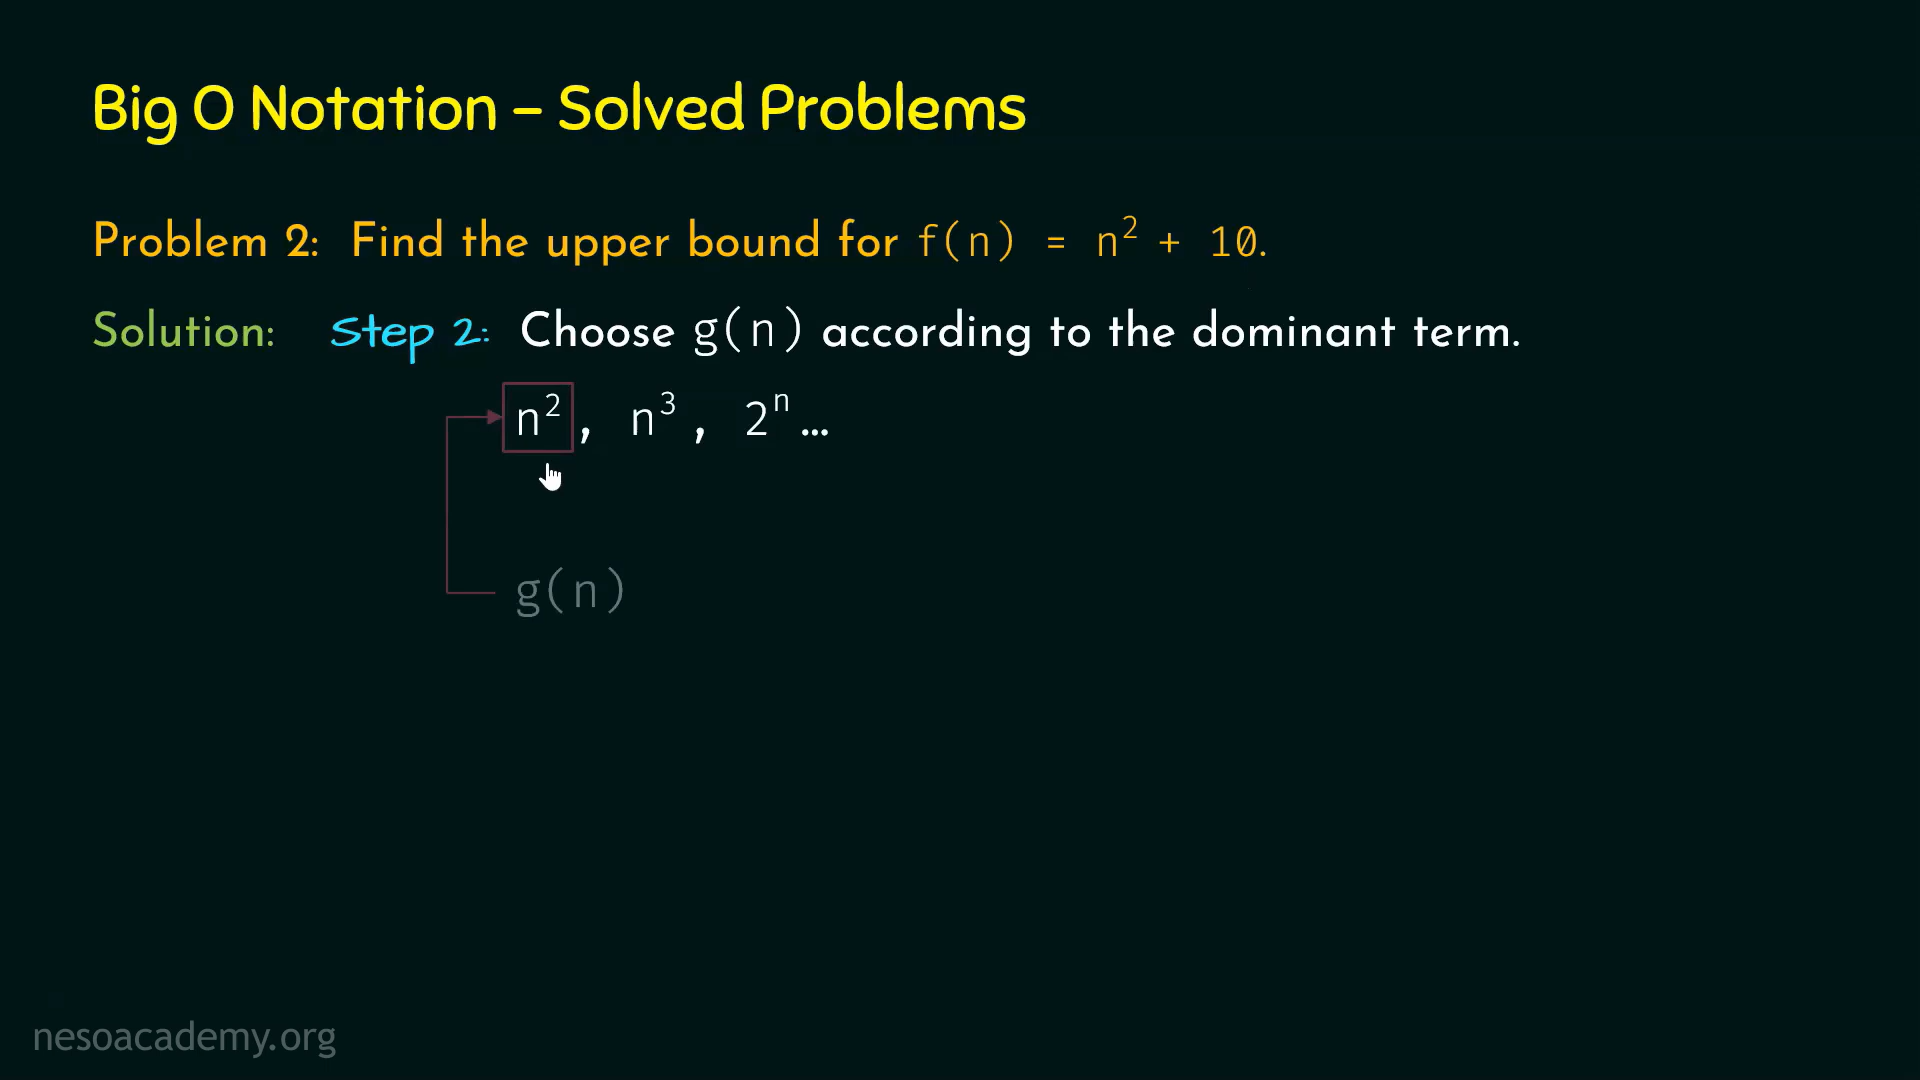 Big O Notation – Solved Problems
Problem 2: Find the upper bound for f(n) = n² + 10.
Solution: Step 2: Choose g(n) according to the dominant term.
n², n³, 2ⁿ…
g(n)
nesoacademy.org